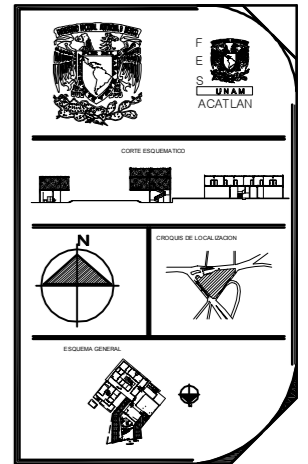 F
E
S
UNAM
ACATLAN
CORTE ESQUEMATICO
N
CROQUIS DE LOCALIZACION
ESQUEMA GENERAL